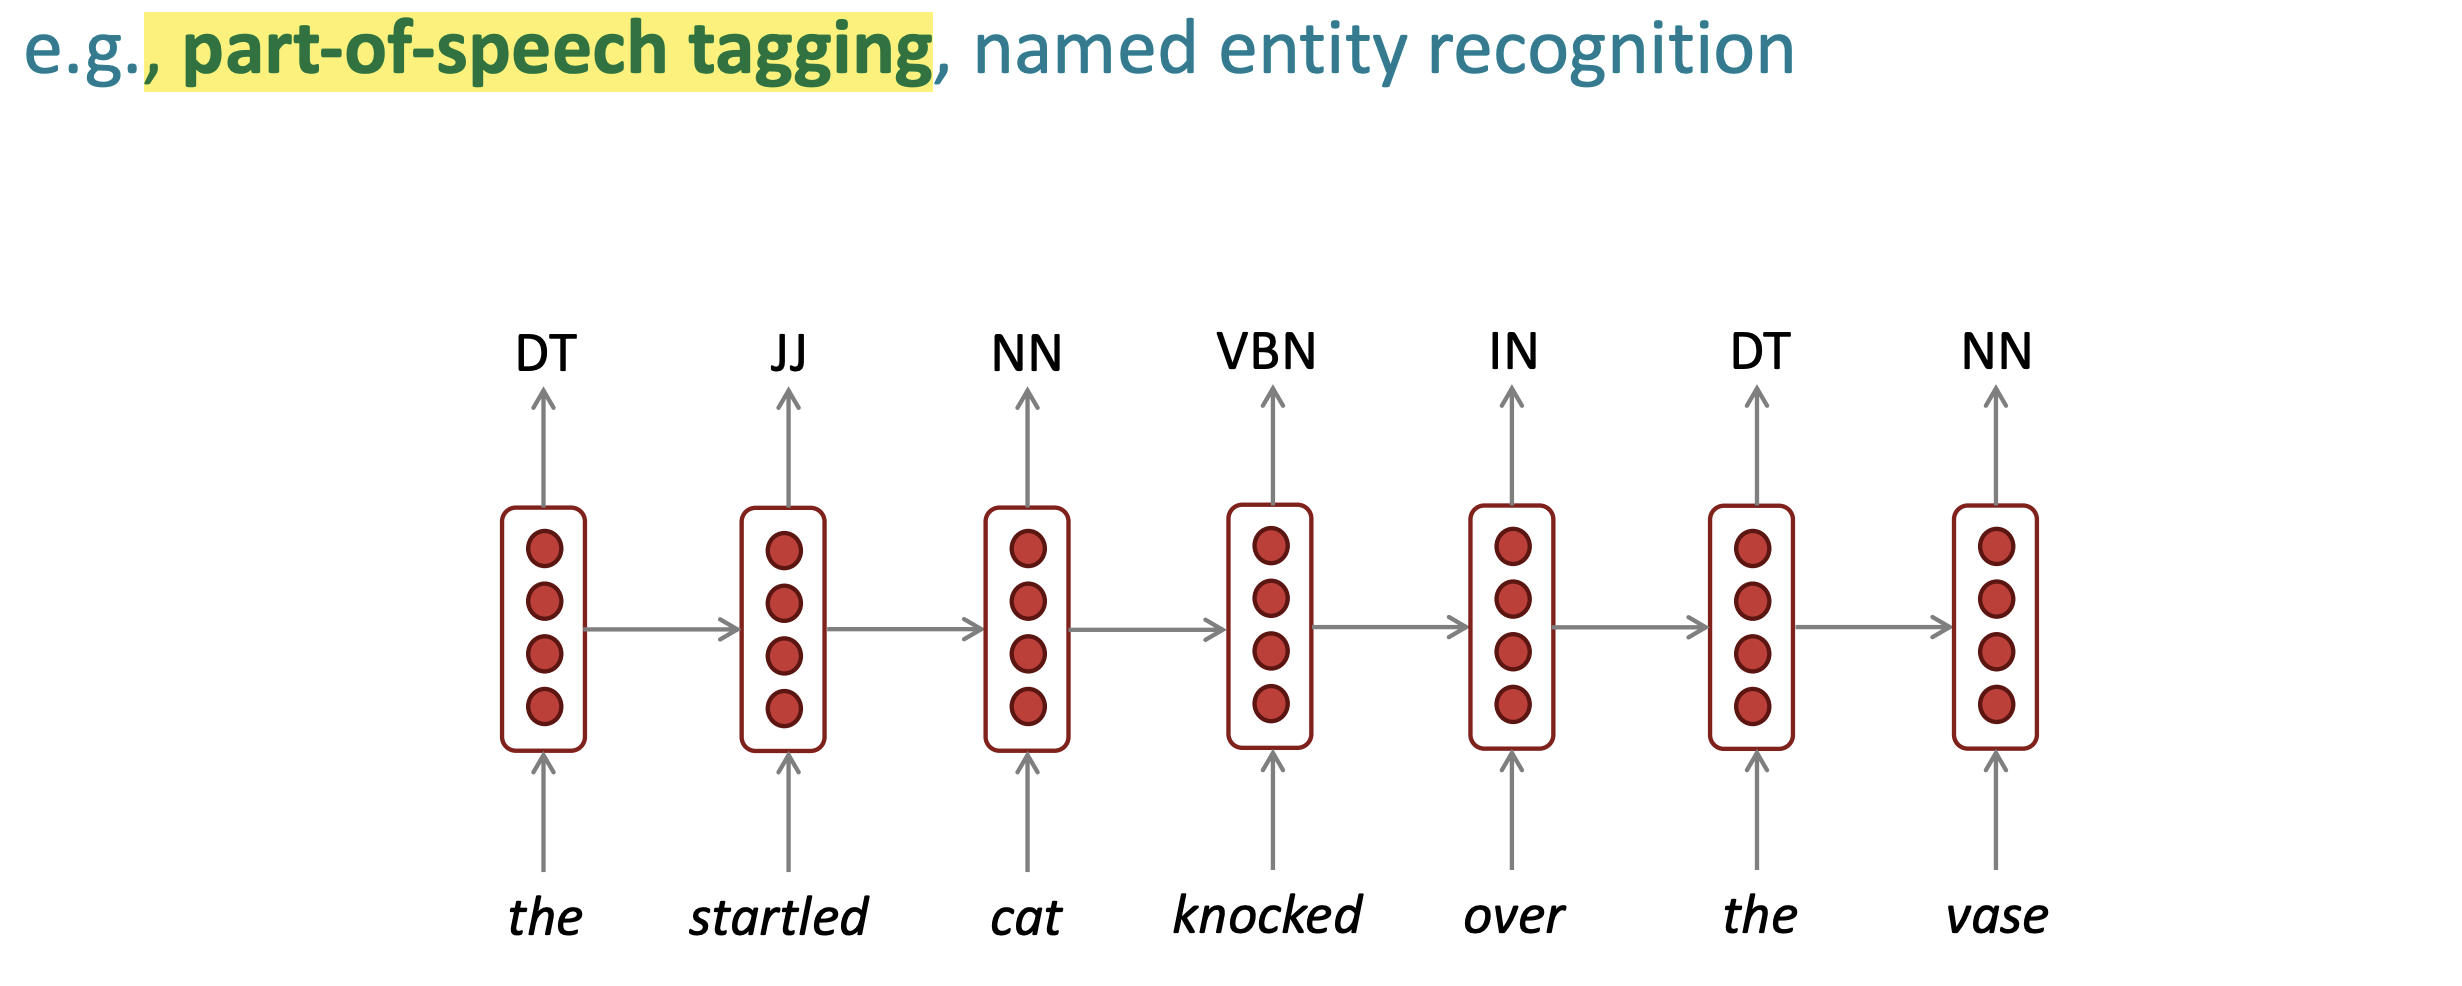 e.g., part-of-speech tagging, named entity recognition
DT JJ NN VBN IN DT NN
the startled cat knocked over the vase